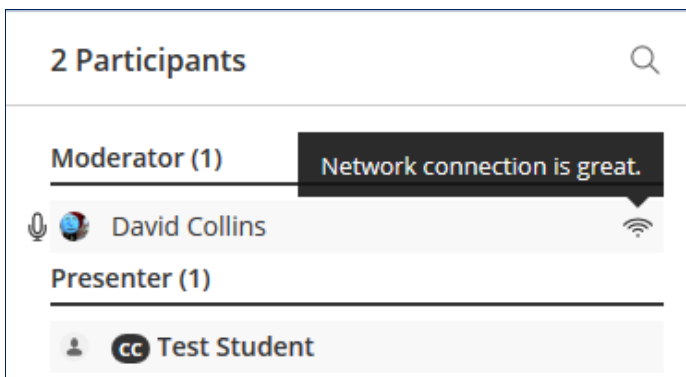 2 Participants
Moderator (1)
Network connection is great.
David Collins
Presenter (1)
cc Test Student